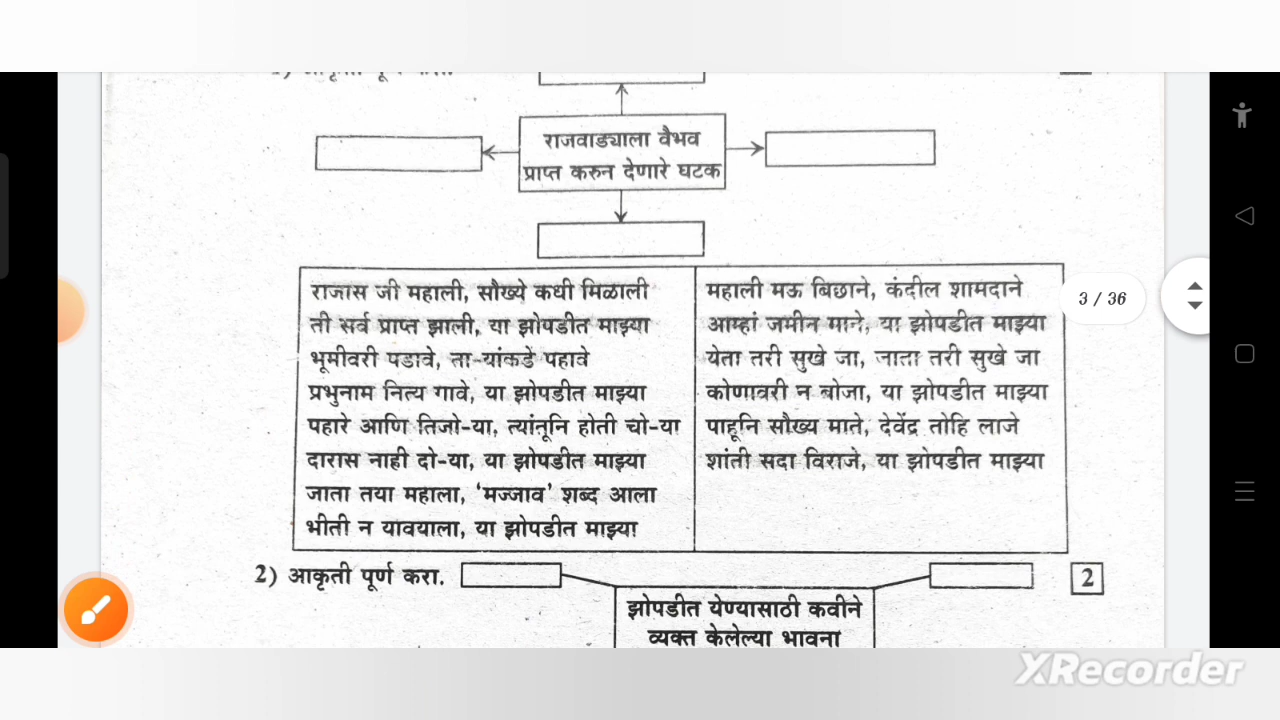 राजवाड्याला वैभव
प्राप्त करुन देणारे घटक
राजास जी महाली, सौख्ये कधी मिळाली
ती सर्व प्राप्त झाली, या झोपडीत माझ्या
भूमीवरी पडावे, ता-यांकडे पहावे
प्रभुनाम नित्य गावे, या झोपडीत माझ्या
पहारे आणि तिजो-या, त्यांतूनि होती चो-या
दारास नाही दो-या, या झोपडीत माझ्या
जाता तया महाला, ‘मज्जाव’ शब्द आला
भीती न यावयाला, या झोपडीत माझ्या
महाली मऊ बिछाने, कंदील शामदाने
आम्हां जमीन माने, या झोपडीत माझ्या
येता तरी सुखे जा, जाता तरी सुखे जा
कोणावरी न बोजा, या झोपडीत माझ्या
पाहूनि सौख्य माते, देवेंद्र तोहि लाजे
शांती सदा विराजे, या झोपडीत माझ्या
3 / 36
2) आकृती पूर्ण करा.
2
झोपडीत येण्यासाठी कवीने
व्यक्त केलेल्या भावना
XRecorder